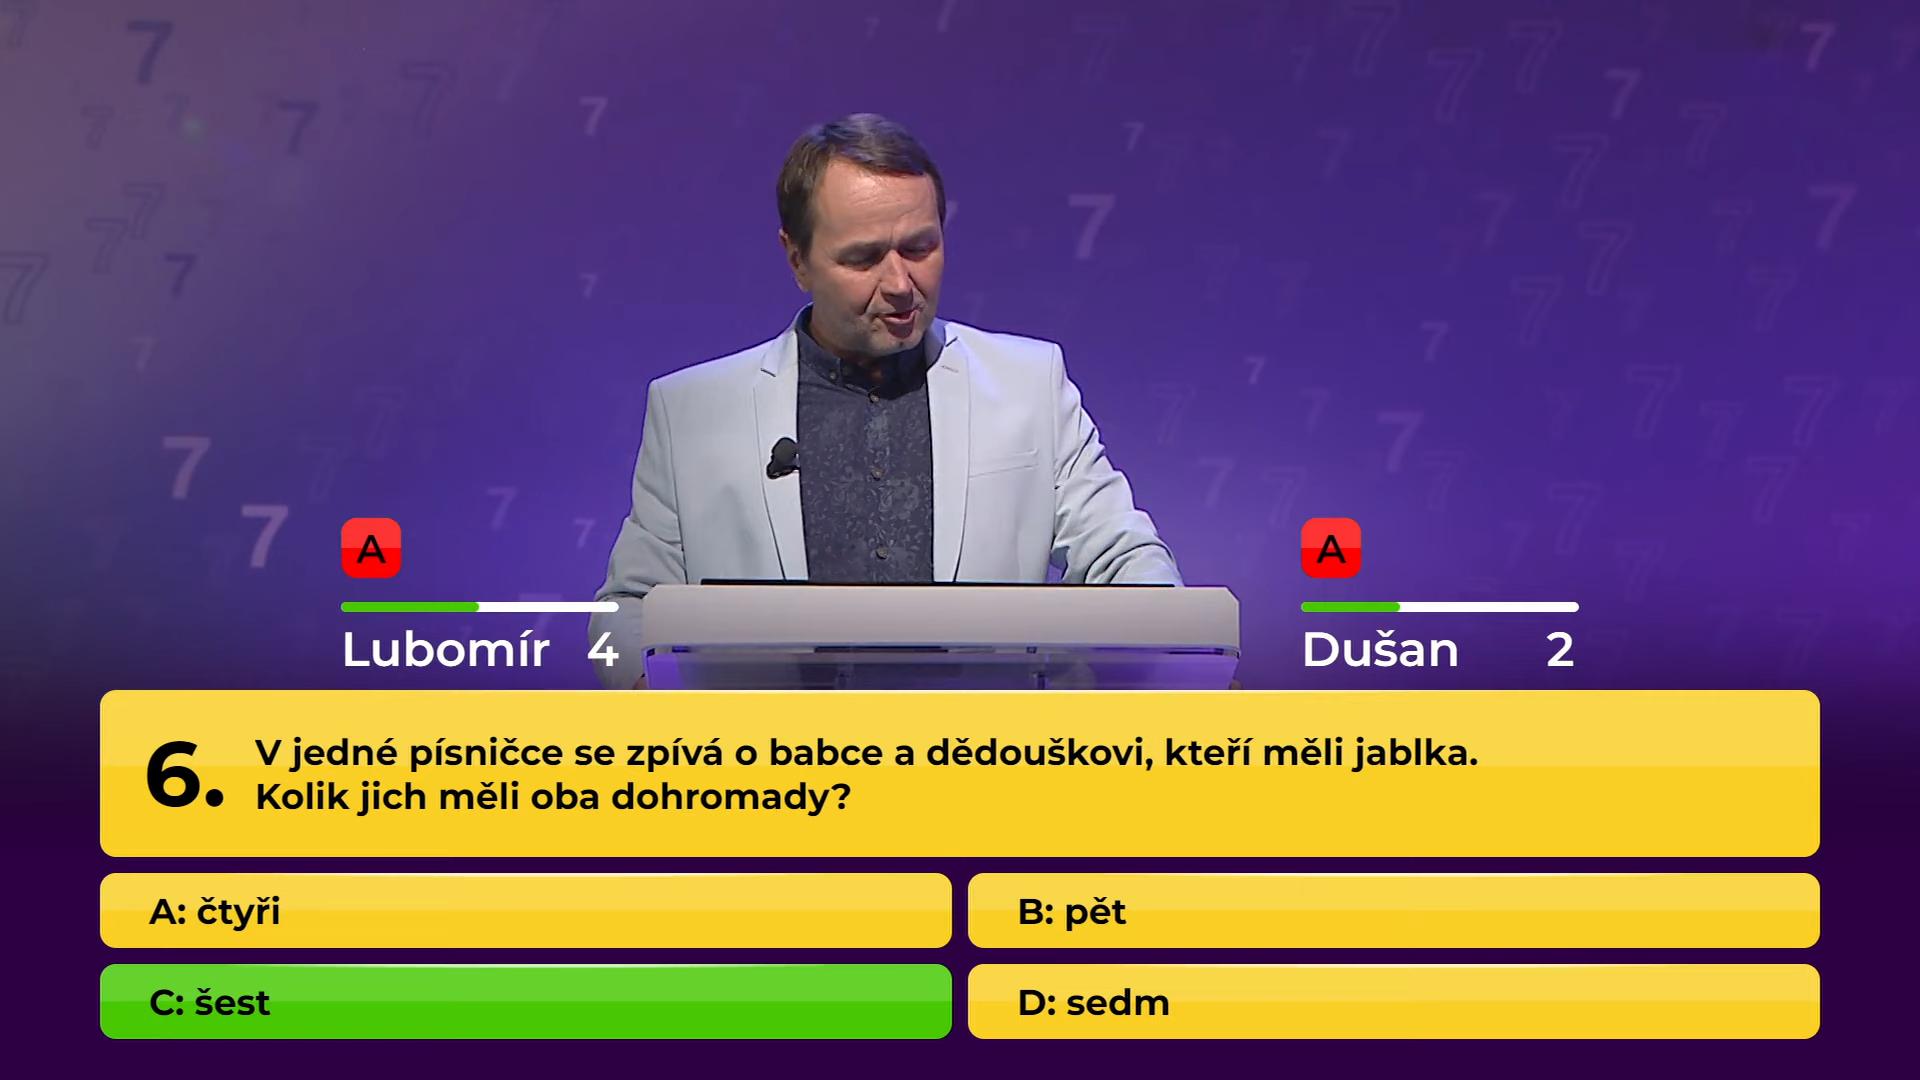 A
A
Lubomír 4
Dušan 2
6. V jedné písničce se zpívá o babce a dědouškovi, kteří měli jablka.
Kolik jich měli oba dohromady?
A: čtyři
B: pět
C: šest
D: sedm